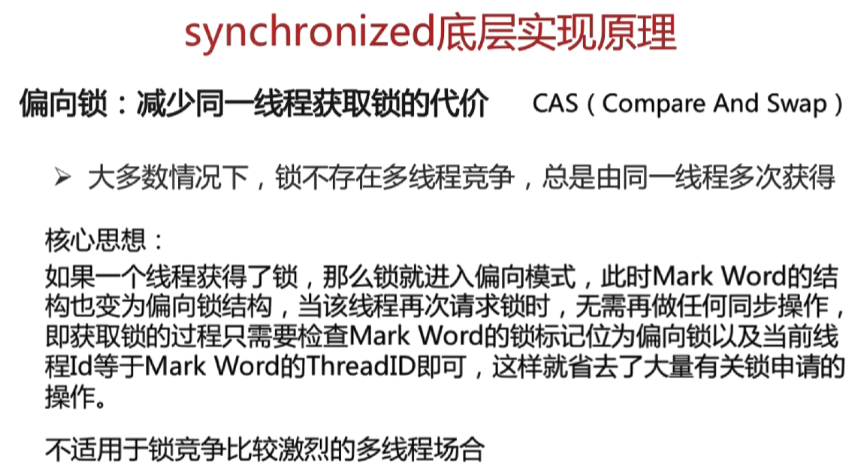 synchronized底层实现原理
偏向锁：减少同一线程获取锁的代价 CAS（Compare And Swap）
➢ 大多数情况下，锁不存在多线程竞争，总是由同一线程多次获得
核心思想：
如果一个线程获得了锁，那么锁就进入偏向模式，此时Mark Word的结
构也变为偏向锁结构，当该线程再次请求锁时，无需再做任何同步操作，
即获取锁的过程只需要检查Mark Word的锁标记位为偏向锁以及当前线
程Id等于Mark Word的ThreadID即可，这样就省去了大量有关锁申请的
操作。
不适用于锁竞争比较激烈的多线程场合